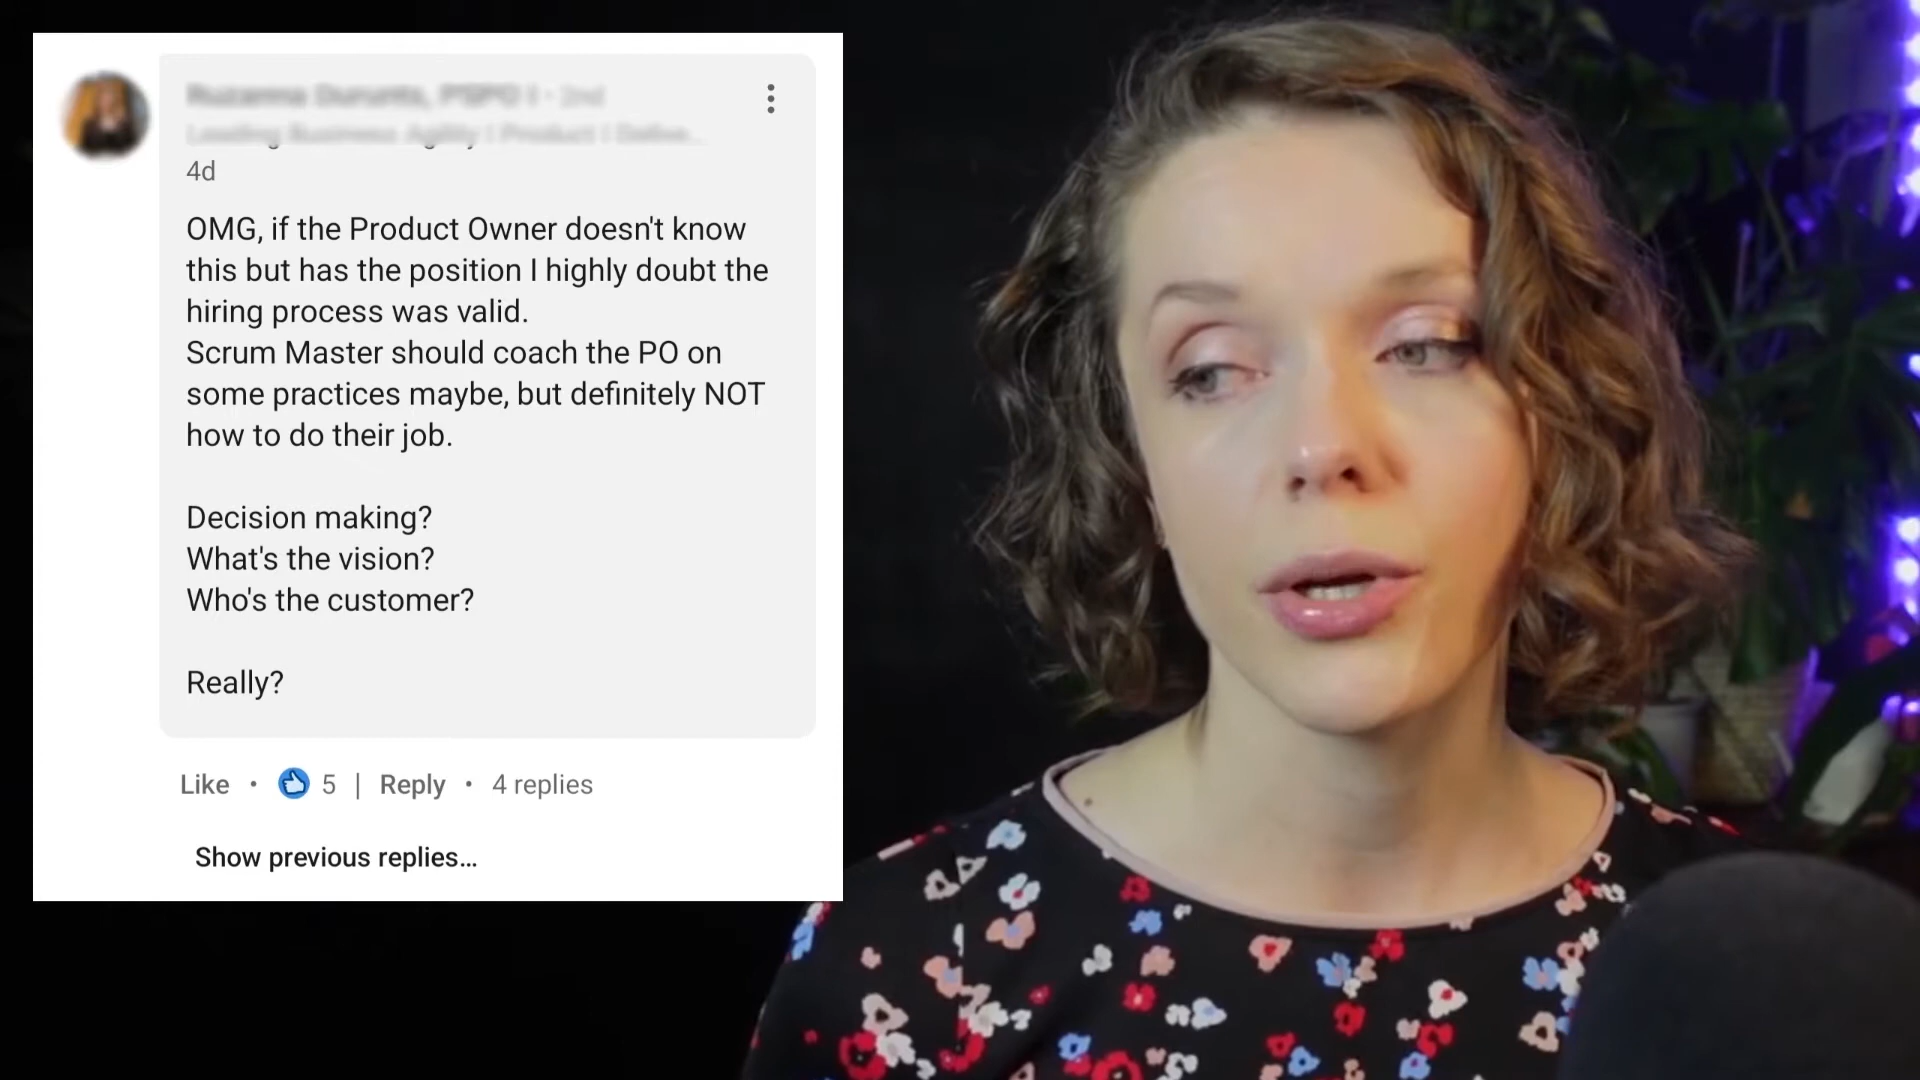 4d
OMG, if the Product Owner doesn't know
this but has the position I highly doubt the
hiring process was valid.
Scrum Master should coach the PO on
some practices maybe, but definitely NOT
how to do their job.
Decision making?
What's the vision?
Who's the customer?
Really?
Like • 5 | Reply • 4 replies
Show previous replies...